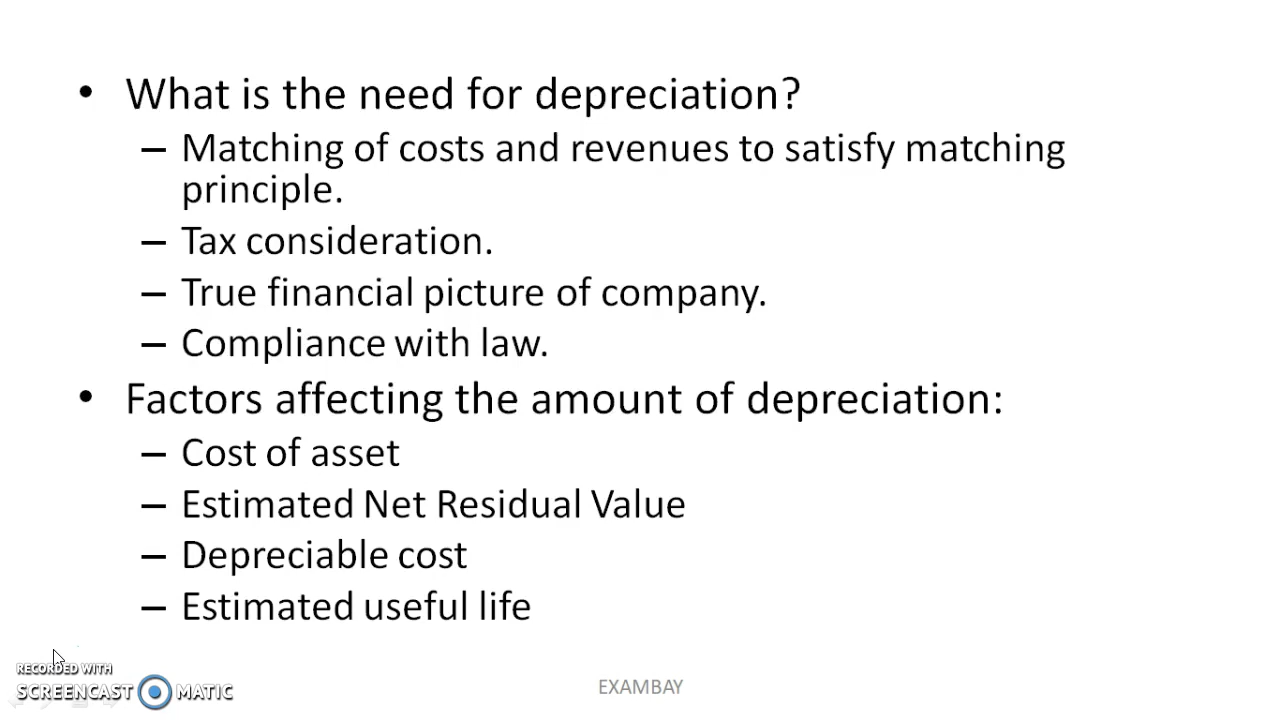 • What is the need for depreciation?
– Matching of costs and revenues to satisfy matching
principle.
– Tax consideration.
– True financial picture of company.
– Compliance with law.
• Factors affecting the amount of depreciation:
– Cost of asset
– Estimated Net Residual Value
– Depreciable cost
– Estimated useful life
RECORDED WITH
SCREENCAST MATIC
EXAMBAY